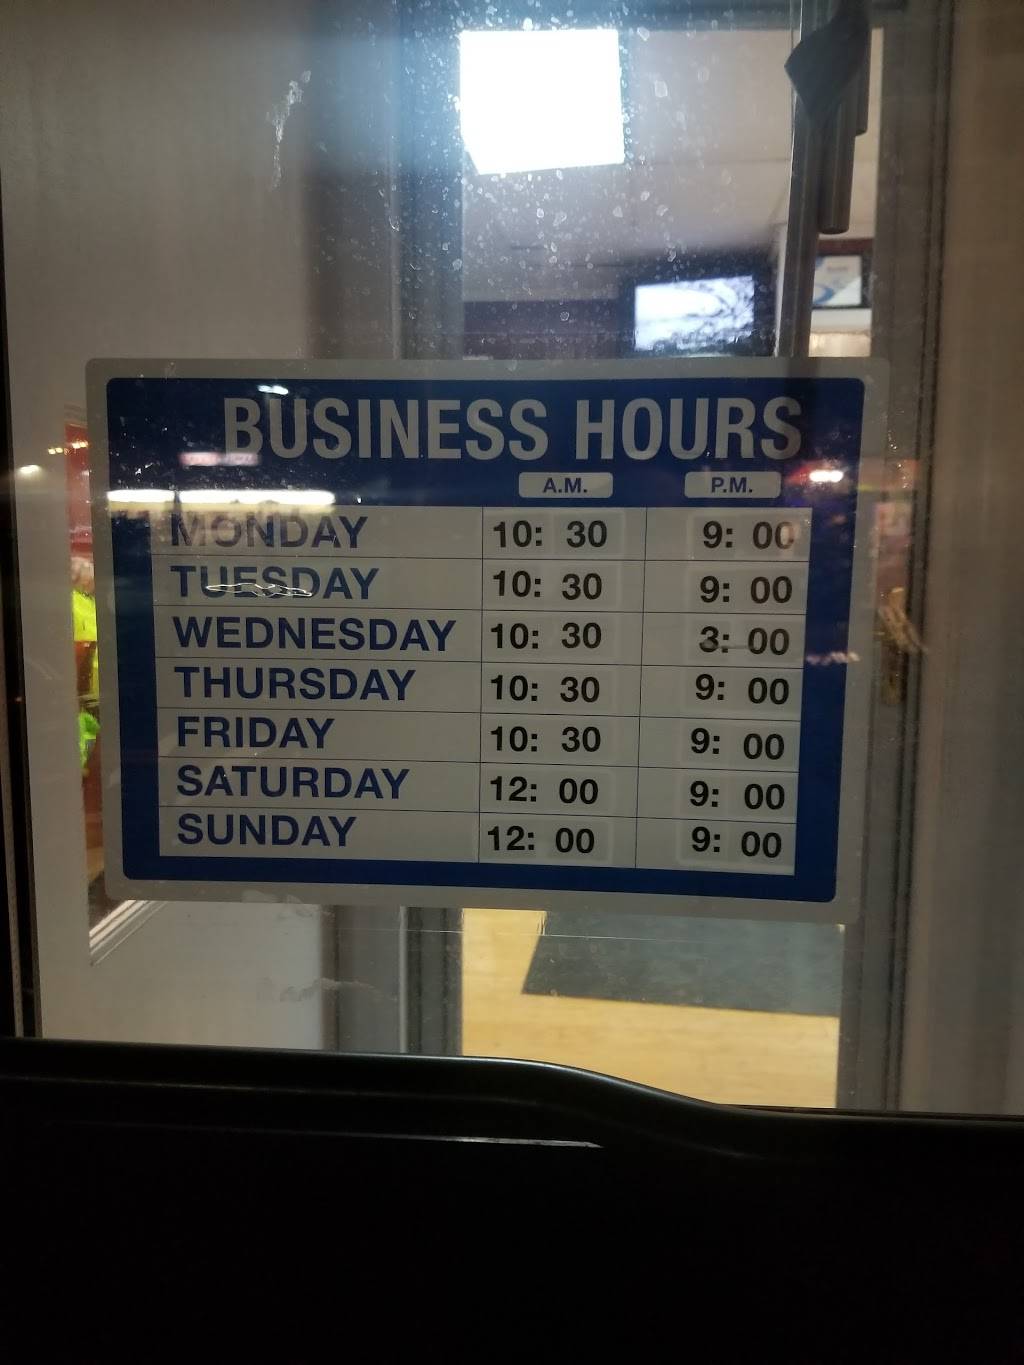 BUSINESS HOURS
A.M. P.M.
MONDAY 10: 30 9: 00
TUESDAY 10: 30 9: 00
WEDNESDAY 10: 30 3: 00
THURSDAY 10: 30 9: 00
FRIDAY 10: 30 9: 00
SATURDAY 12: 00 9: 00
SUNDAY 12: 00 9: 00